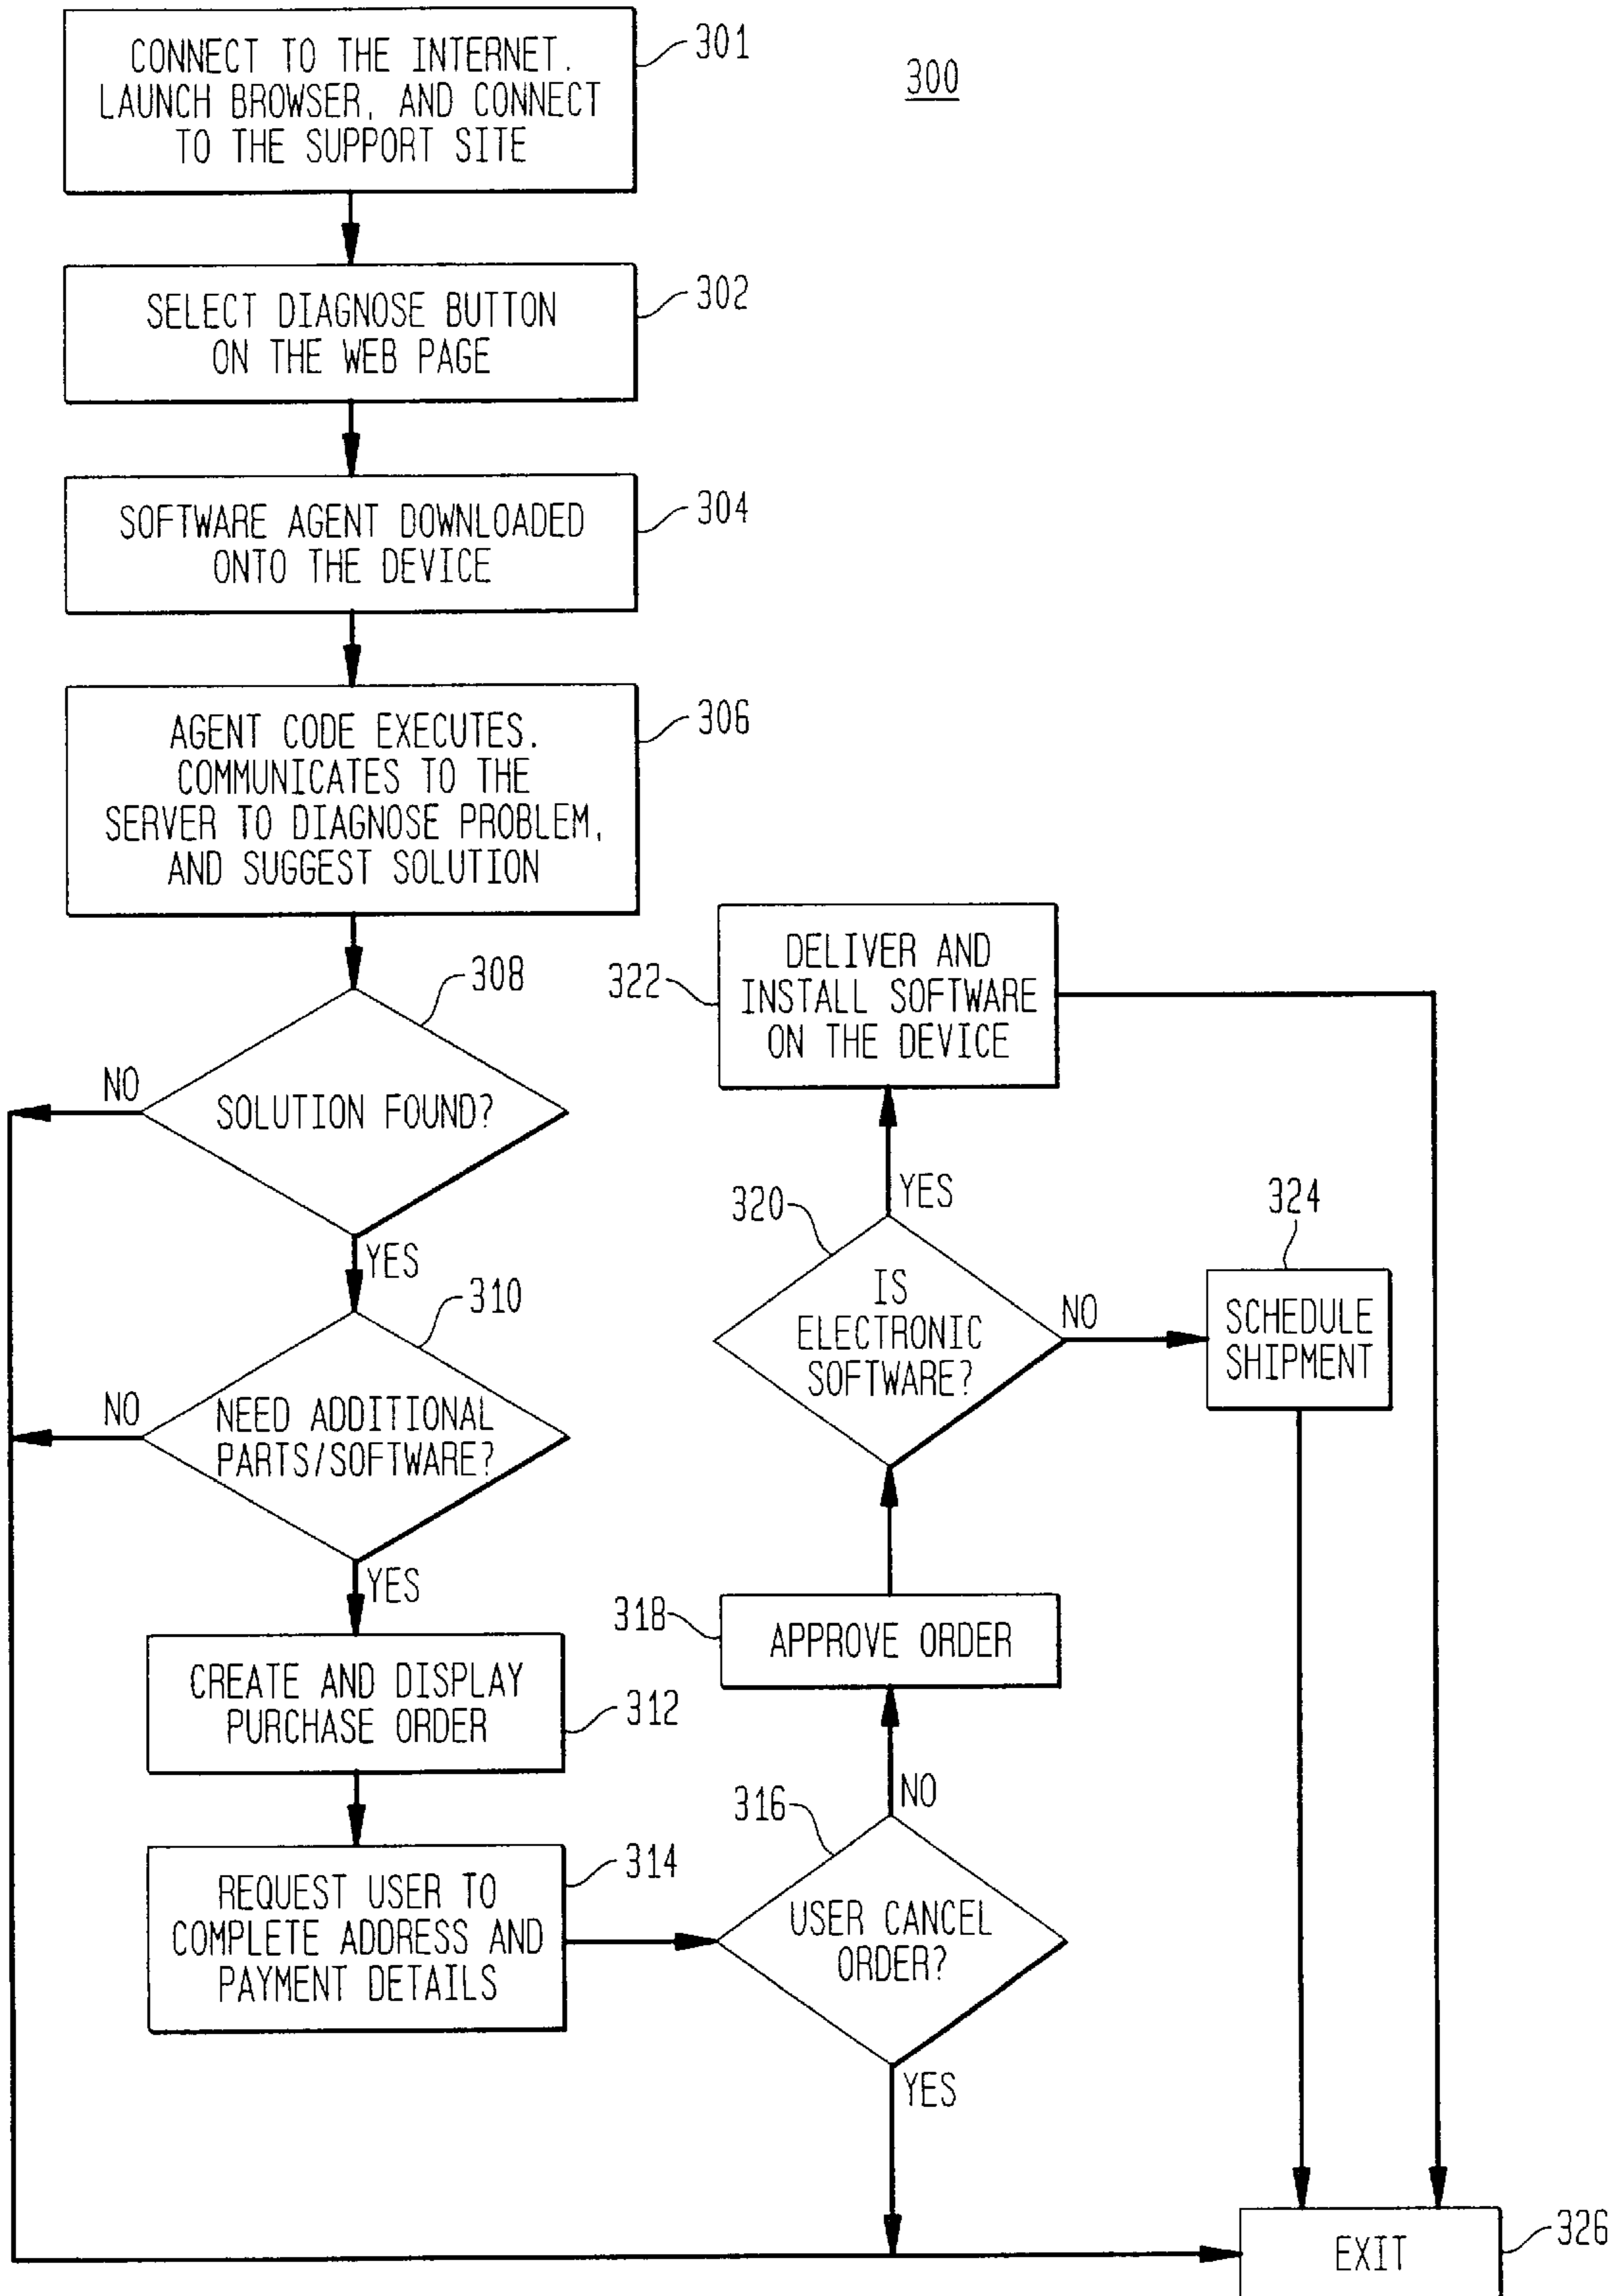 CONNECT TO THE INTERNET.
LAUNCH BROWSER, AND CONNECT
TO THE SUPPORT SITE
301
300
SELECT DIAGNOSE BUTTON
ON THE WEB PAGE
302
SOFTWARE AGENT DOWNLOADED
ONTO THE DEVICE
304
AGENT CODE EXECUTES.
COMMUNICATES TO THE
SERVER TO DIAGNOSE PROBLEM,
AND SUGGEST SOLUTION
306
308
SOLUTION FOUND?
NO
YES
310
NEED ADDITIONAL
PARTS/SOFTWARE?
NO
YES
CREATE AND DISPLAY
PURCHASE ORDER
312
REQUEST USER TO
COMPLETE ADDRESS AND
PAYMENT DETAILS
314
316
USER CANCEL
ORDER?
NO
YES
318
APPROVE ORDER
320
IS
ELECTRONIC
SOFTWARE?
YES
NO
322
DELIVER AND
INSTALL SOFTWARE
ON THE DEVICE
324
SCHEDULE
SHIPMENT
EXIT
326